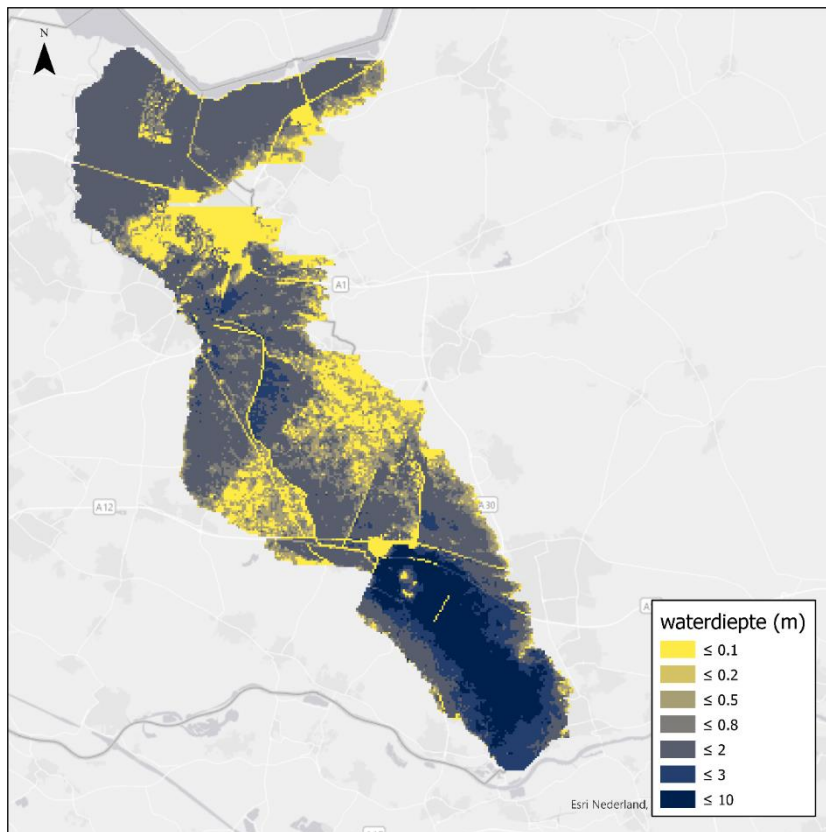 N
A1
A12
A30
waterdiepte (m)
≤ 0.1
≤ 0.2
≤ 0.5
≤ 0.8
≤ 2
≤ 3
≤ 10
Esri Nederland,